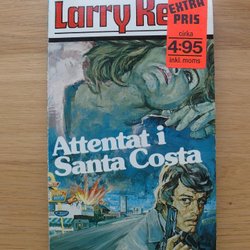 Larry Ke
EXTRA
PRIS
cirka
4:95
inkl. moms
Attentat i
Santa Costa